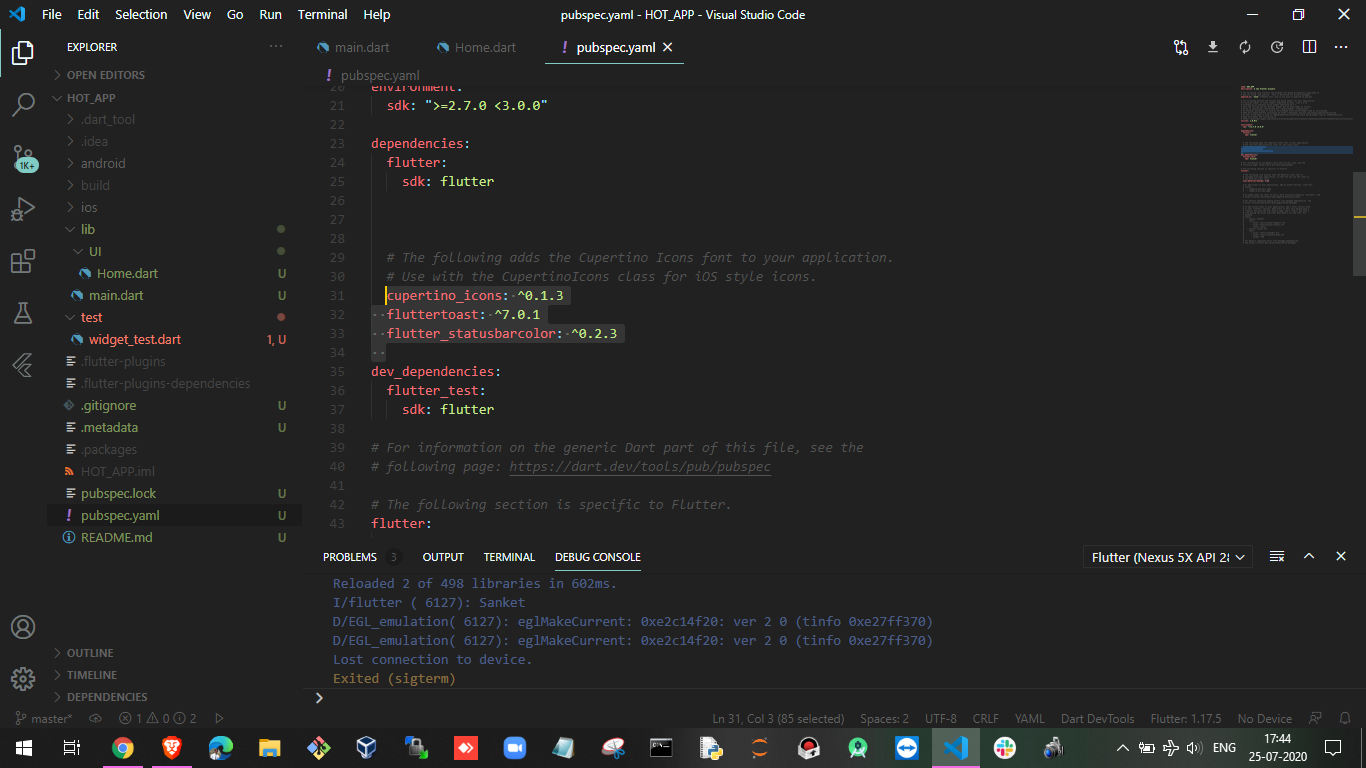 File Edit Selection View Go Run Terminal Help pubspec.yaml - HOT_APP - Visual Studio Code
EXPLORER
OPEN EDITORS
HOT_APP
.dart_tool
.idea
android
build
ios
lib
UI
Home.dart U
main.dart U
test
widget_test.dart 1, U
.flutter-plugins
.flutter-plugins-dependencies
.gitignore U
.metadata U
.packages
HOT_APP.iml
pubspec.lock U
! pubspec.yaml U
README.md U
OUTLINE
TIMELINE
DEPENDENCIES
1K+
main.dart Home.dart ! pubspec.yaml
! pubspec.yaml
20 environment:
21 sdk: ">=2.7.0 <3.0.0"
22
23 dependencies:
24 flutter:
25 sdk: flutter
26
27
28
29 # The following adds the Cupertino Icons font to your application.
30 # Use with the CupertinoIcons class for iOS style icons.
31 cupertino_icons: ^0.1.3
32 fluttertoast: ^7.0.1
33 flutter_statusbarcolor: ^0.2.3
34
35 dev_dependencies:
36 flutter_test:
37 sdk: flutter
38
39 # For information on the generic Dart part of this file, see the
40 # following page: https://dart.dev/tools/pub/pubspec
41
42 # The following section is specific to Flutter.
43 flutter:
PROBLEMS 3 OUTPUT TERMINAL DEBUG CONSOLE Flutter (Nexus 5X API 2
Reloaded 2 of 498 libraries in 602ms.
I/flutter ( 6127): Sanket
D/EGL_emulation( 6127): eglMakeCurrent: 0xe2c14f20: ver 2 0 (tinfo 0xe27ff370)
D/EGL_emulation( 6127): eglMakeCurrent: 0xe2c14f20: ver 2 0 (tinfo 0xe27ff370)
Lost connection to device.
Exited (sigterm)
master* 1 0 2 Ln 31, Col 3 (85 selected) Spaces: 2 UTF-8 CRLF YAML Dart DevTools Flutter: 1.17.5 No Device
ENG 17:44
25-07-2020